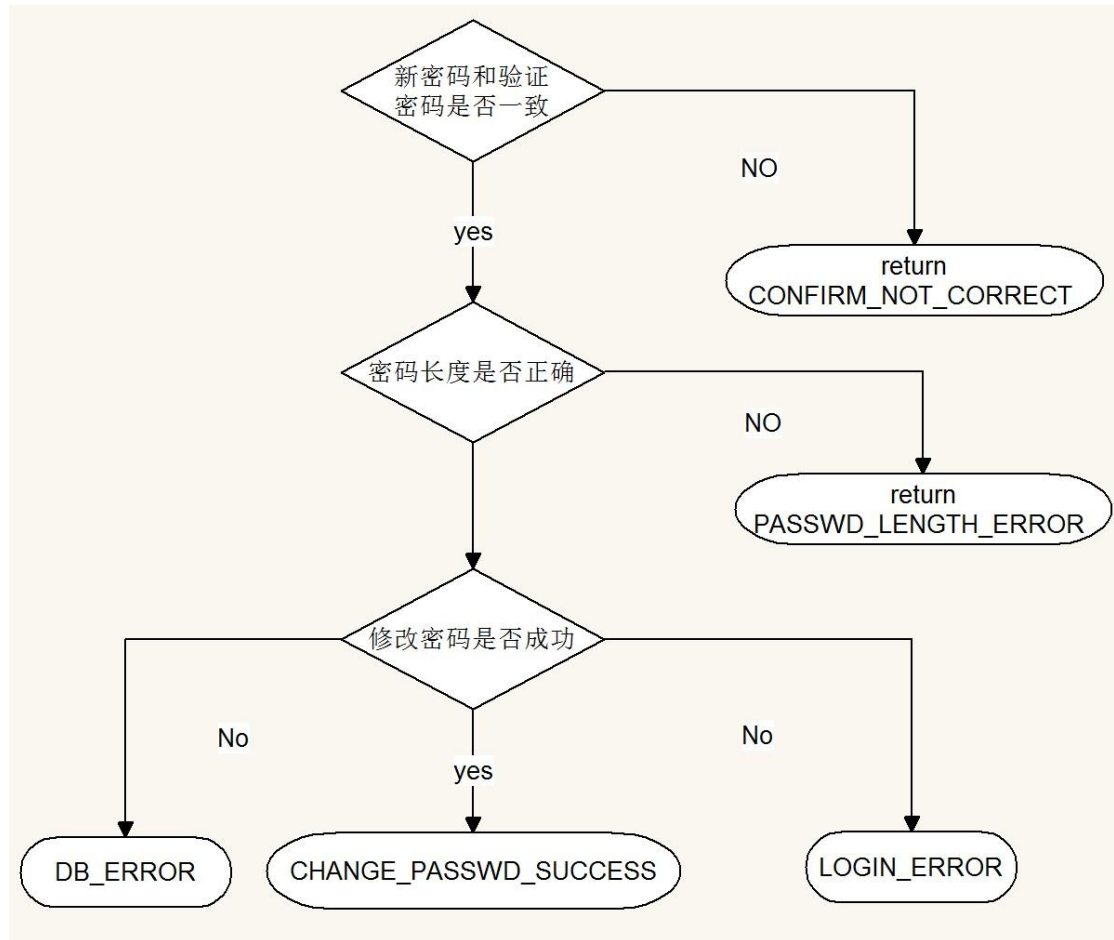 新密码和验证
密码是否一致
NO
yes
return
CONFIRM_NOT_CORRECT
密码长度是否正确
NO
return
PASSWD_LENGTH_ERROR
修改密码是否成功
No
No
yes
DB_ERROR
CHANGE_PASSWD_SUCCESS
LOGIN_ERROR